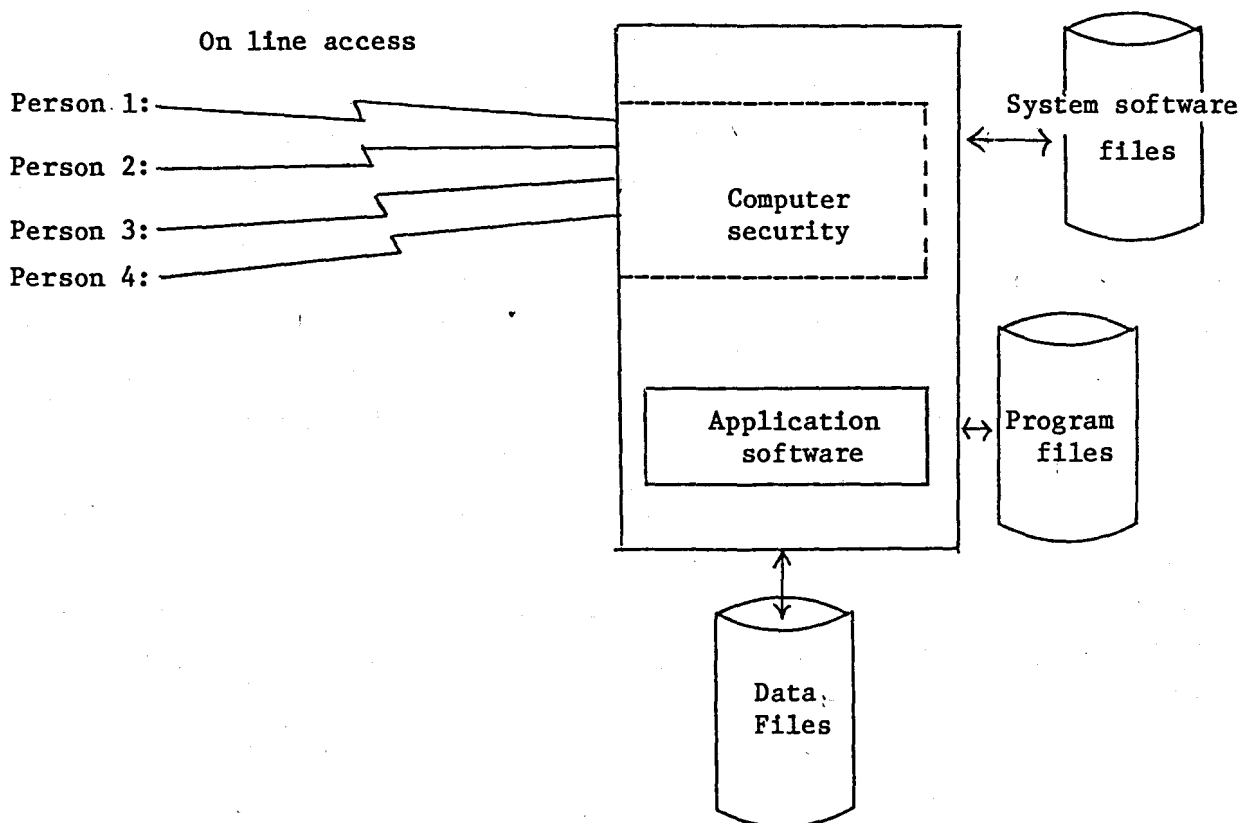 On line access
Person 1:
Person 2:
Person 3:
Person 4:
Computer
security
System software
files
Application
software
Program
files
Data
Files